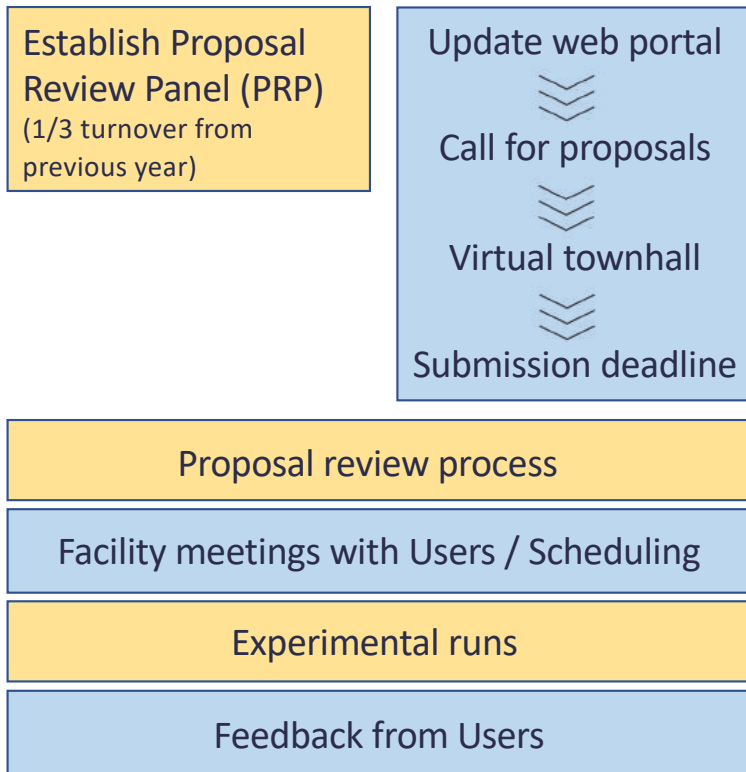 Establish Proposal
Review Panel (PRP)
(1/3 turnover from
previous year)
Update web portal
Call for proposals
Virtual townhall
Submission deadline
Proposal review process
Facility meetings with Users / Scheduling
Experimental runs
Feedback from Users